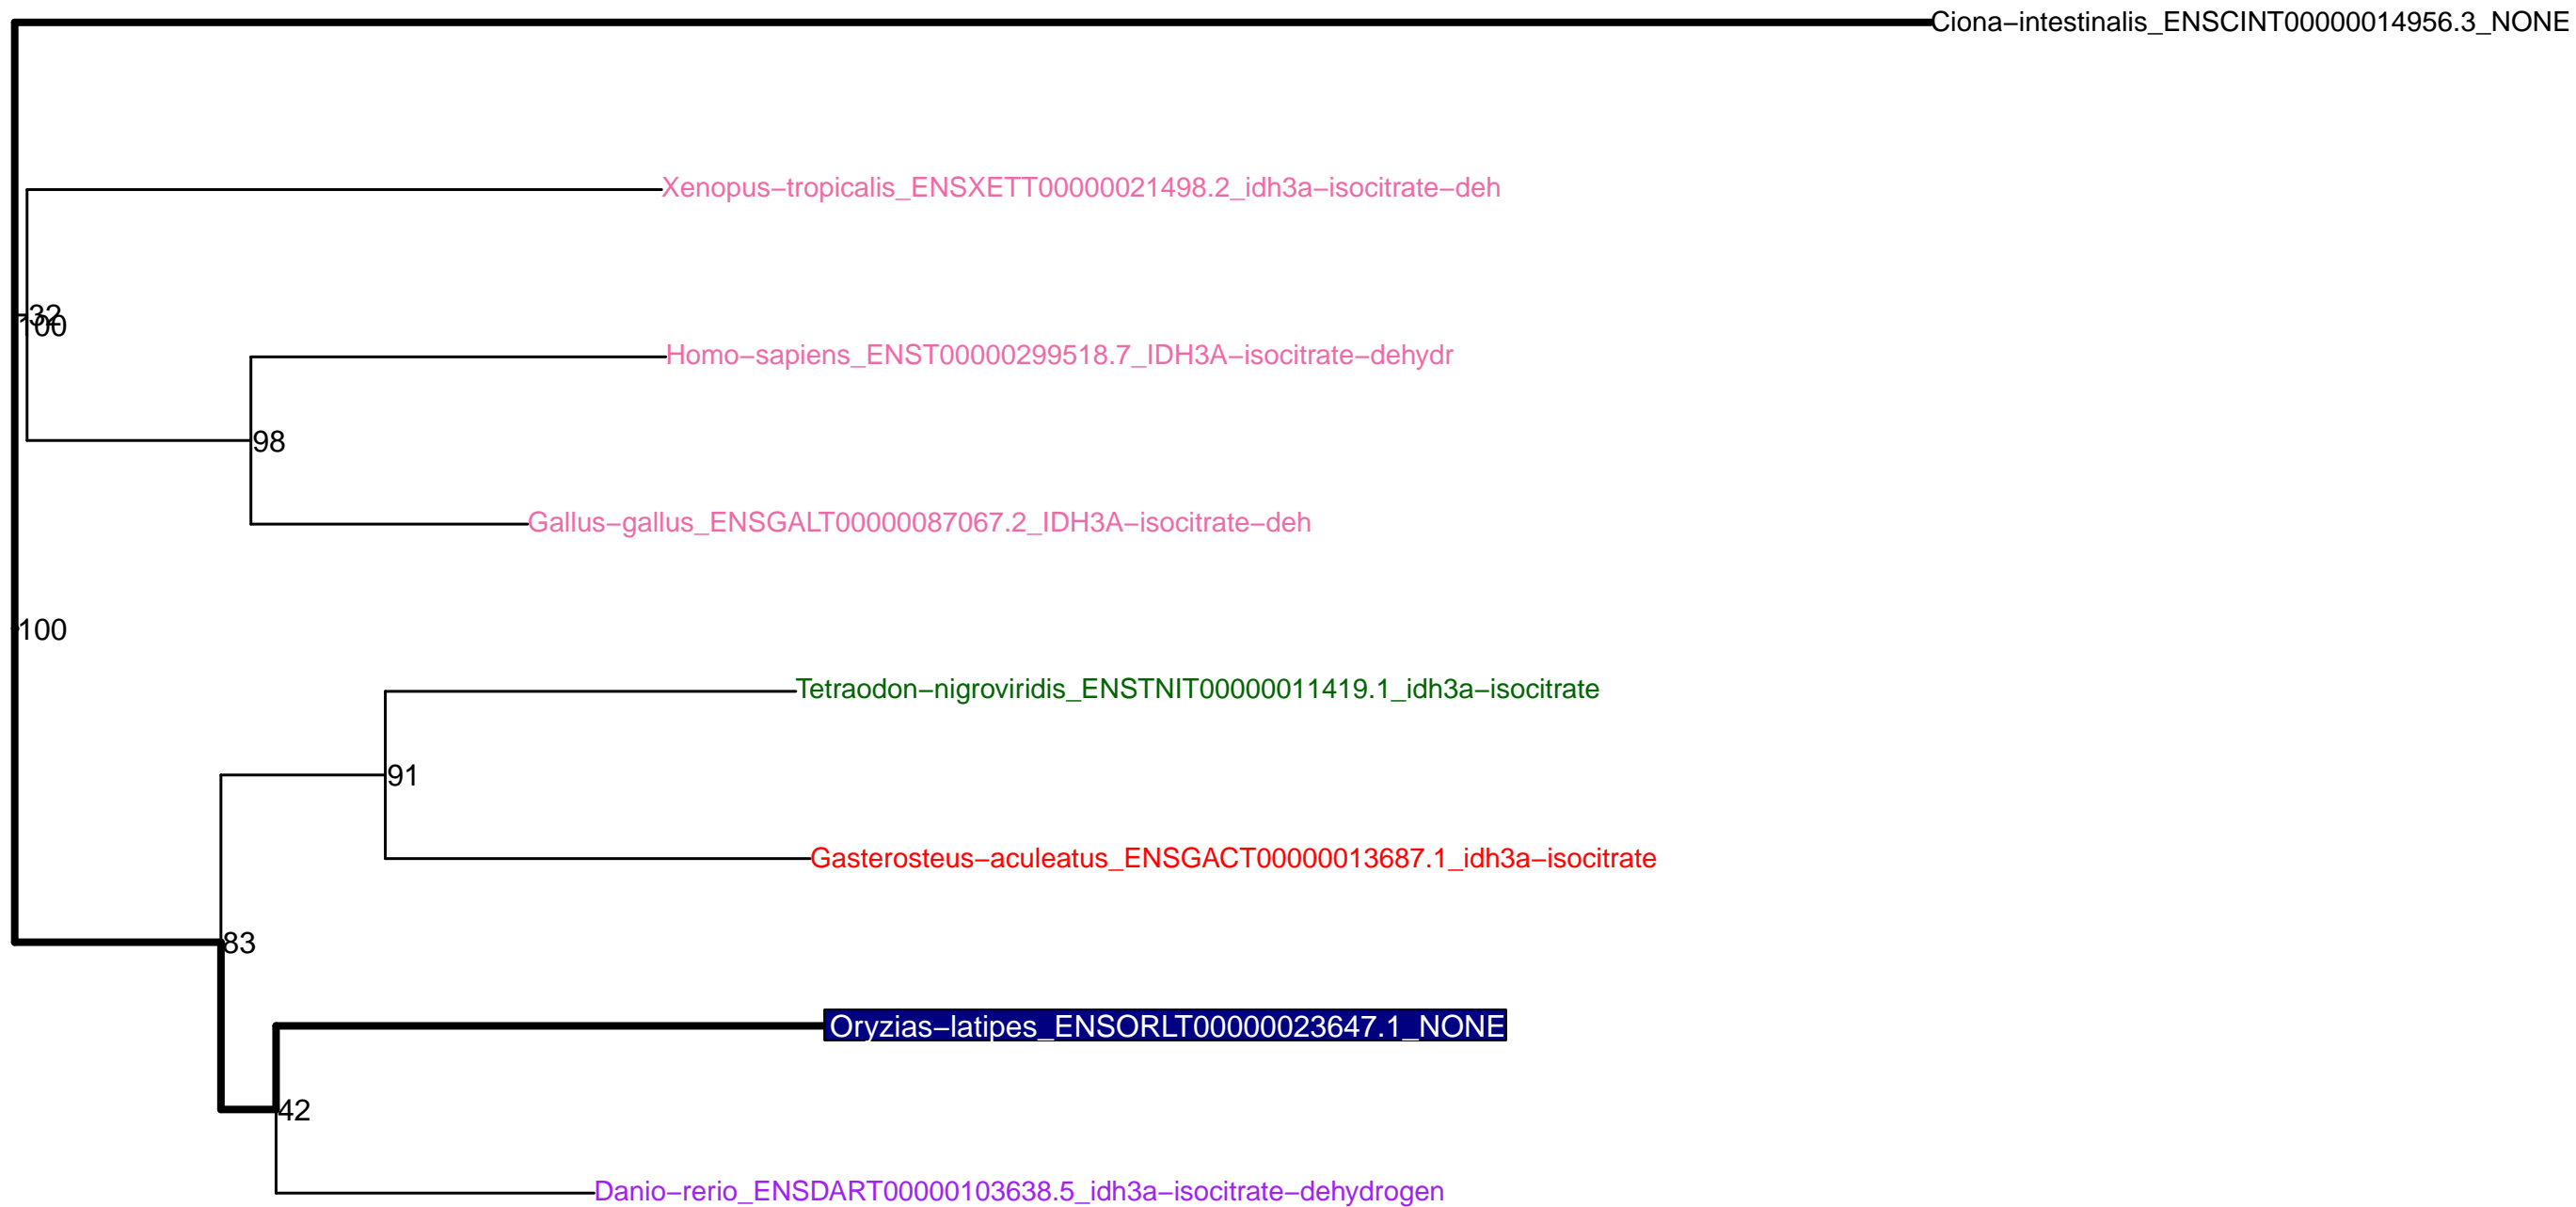 Ciona−intestinalis_ENSCINT00000014956.3_NONE
Xenopus−tropicalis_ENSXETT00000021498.2_idh3a−isocitrate−deh
32
Homo−sapiens_ENST00000299518.7_IDH3A−isocitrate−dehydr
98
Gallus−gallus_ENSGALT00000087067.2_IDH3A−isocitrate−deh
100
Tetraodon−nigroviridis_ENSTNIT00000011419.1_idh3a−isocitrate
91
Gasterosteus−aculeatus_ENSGACT00000013687.1_idh3a−isocitrate
83
Oryzias−latipes_ENSORLT00000023647.1_NONE
42
Danio−rerio_ENSDART00000103638.5_idh3a−isocitrate−dehydrogen